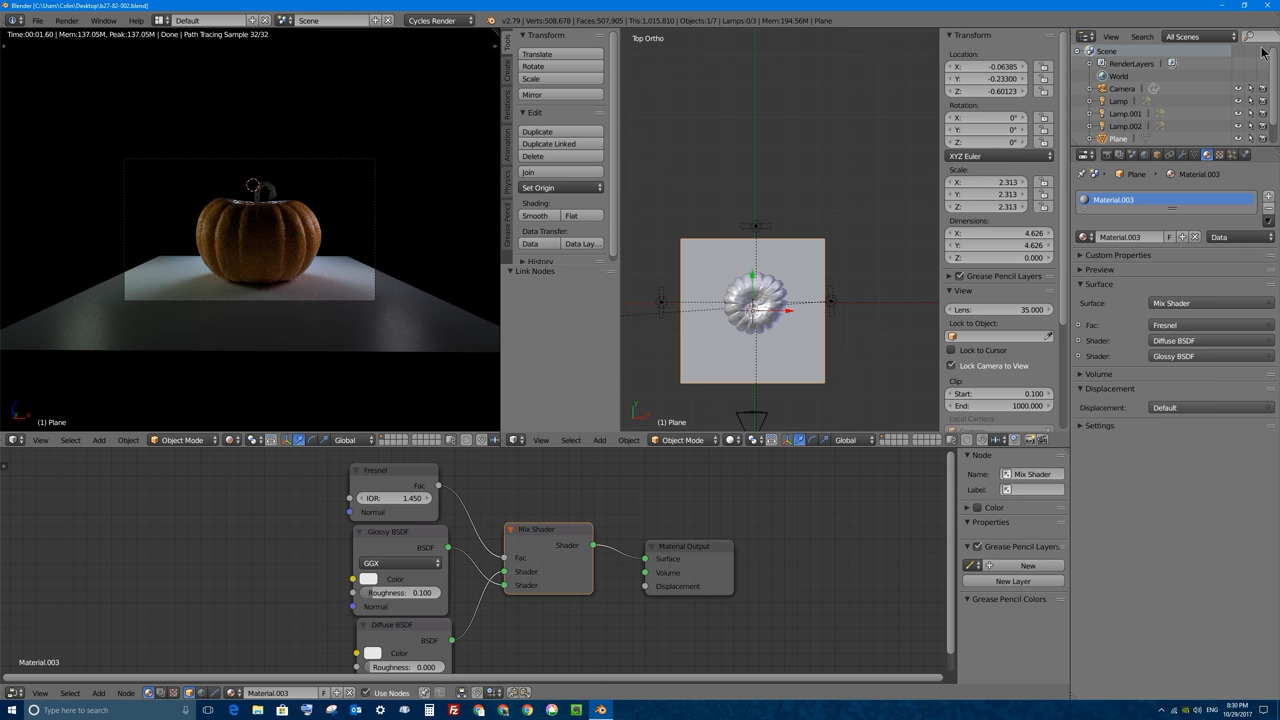 Blender [C:\Users\Colin\Desktop\b27-82-002.blend]
File Render Window Help Default Scene Cycles Render v2.79 | Verts:508,678 | Faces:507,905 | Tris:1,015,810 | Objects:1/7 | Lamps:0/3 | Mem:194.56M | Plane
Time:00:01.60 | Mem:137.05M, Peak:137.05M | Done | Path Tracing Sample 32/32
(1) Plane
View Select Add Object Object Mode Global
Tools
Create
Relations
Animation
Physics
Grease Pencil
Transform
Translate
Rotate
Scale
Mirror
Edit
Duplicate
Duplicate Linked
Delete
Join
Set Origin
Shading:
Smooth Flat
Data Transfer:
Data Data Lay...
History
Link Nodes
Top Ortho
(1) Plane
View Select Add Object Object Mode Global
Transform
Location:
X: -0.06385
Y: -0.23300
Z: -0.60123
Rotation:
X: 0°
Y: 0°
Z: 0°
XYZ Euler
Scale:
X: 2.313
Y: 2.313
Z: 2.313
Dimensions:
X: 4.626
Y: 4.626
Z: 0.000
Grease Pencil Layers
View
Lens: 35.000
Lock to Object:
Lock to Cursor
Lock Camera to View
Clip:
Start: 0.100
End: 1000.000
Local Camera:
View Search All Scenes
Scene
RenderLayers
World
Camera
Lamp
Lamp.001
Lamp.002
Plane
Plane Material.003
Material.003
Material.003 F Data
Custom Properties
Preview
Surface
Surface: Mix Shader
Fac: Fresnel
Shader: Diffuse BSDF
Shader: Glossy BSDF
Volume
Displacement
Displacement: Default
Settings
Fresnel
Fac
IOR: 1.450
Normal
Glossy BSDF
BSDF
GGX
Color
Roughness: 0.100
Normal
Diffuse BSDF
BSDF
Color
Roughness: 0.000
Mix Shader
Shader
Fac
Shader
Shader
Material Output
Surface
Volume
Displacement
Material.003
View Select Add Node Material.003 F Use Nodes
Node
Name: Mix Shader
Label:
Color
Properties
Grease Pencil Layers
New
New Layer
Grease Pencil Colors
Type here to search
ENG
8:30 PM
10/29/2017